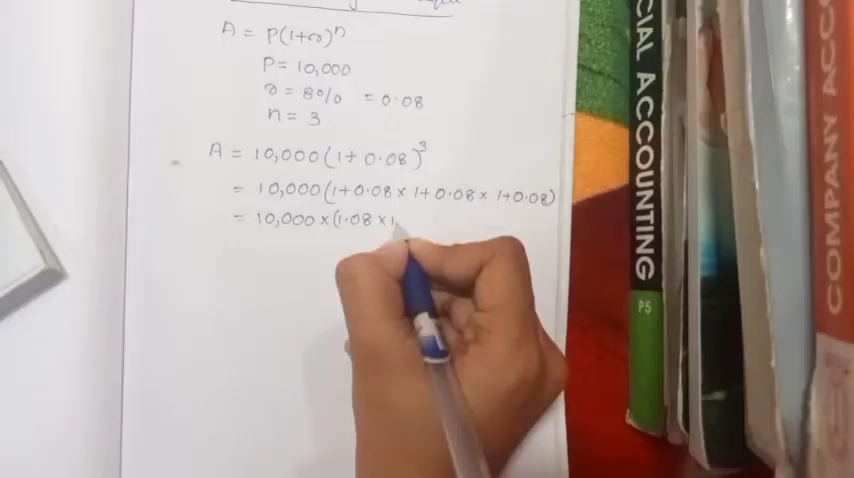 A = P(1+r)^n
P = 10,000
r = 8% = 0.08
n = 3
A = 10,000(1+0.08)^3
= 10,000(1+0.08 × 1+0.08 × 1+0.08)
= 10,000 × (1.08 × 1
CIAL ACCOUNTING
P5
COMPANY ACC